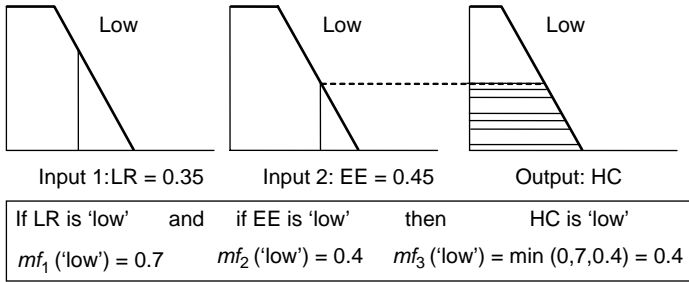 Low Low Low
Input 1:LR = 0.35 Input 2: EE = 0.45 Output: HC
If LR is ‘low’ and if EE is ‘low’ then HC is ‘low’
mf1 (‘low’) = 0.7 mf2 (‘low’) = 0.4 mf3 (‘low’) = min (0,7,0.4) = 0.4